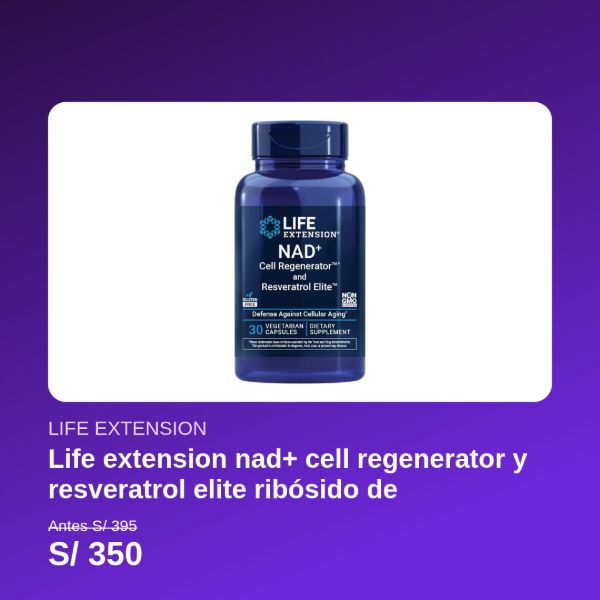 LIFE
EXTENSION®
NAD+
Cell Regenerator™*
and
Resveratrol Elite™
GLUTEN
FREE
NON
GMO
Defense Against Cellular Aging*
30 VEGETARIAN CAPSULES | DIETARY SUPPLEMENT
LIFE EXTENSION
Life extension nad+ cell regenerator y
resveratrol elite ribósido de
Antes S/ 395
S/ 350